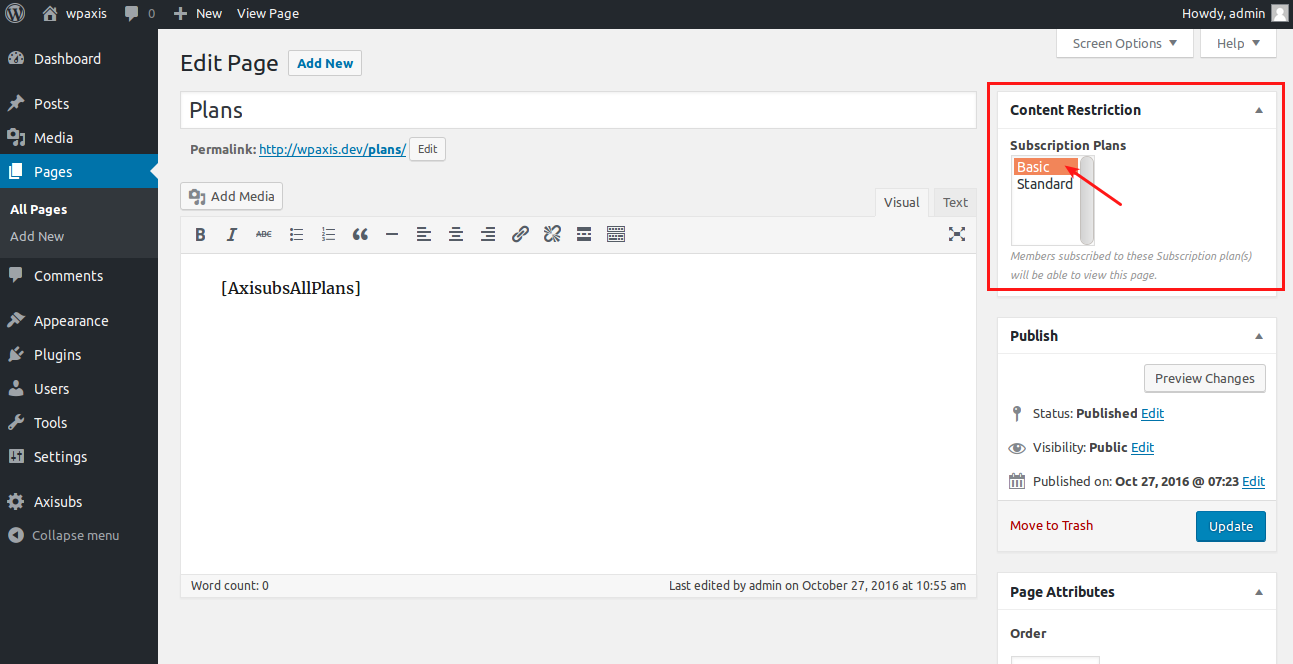 wpaxis 0 New View Page Howdy, admin
Screen Options Help
Dashboard
Posts
Media
Pages
All Pages
Add New
Comments
Appearance
Plugins
Users
Tools
Settings
Axisubs
Collapse menu
Edit Page Add New
Plans
Permalink: http://wpaxis.dev/plans/ Edit
Add Media
Visual Text
B I ABC
[AxisubsAllPlans]
Word count: 0 Last edited by admin on October 27, 2016 at 10:55 am
Content Restriction
Subscription Plans
Basic
Standard
Members subscribed to these Subscription plan(s)
will be able to view this page.
Publish
Preview Changes
Status: Published Edit
Visibility: Public Edit
Published on: Oct 27, 2016 @ 07:23 Edit
Move to Trash Update
Page Attributes
Order